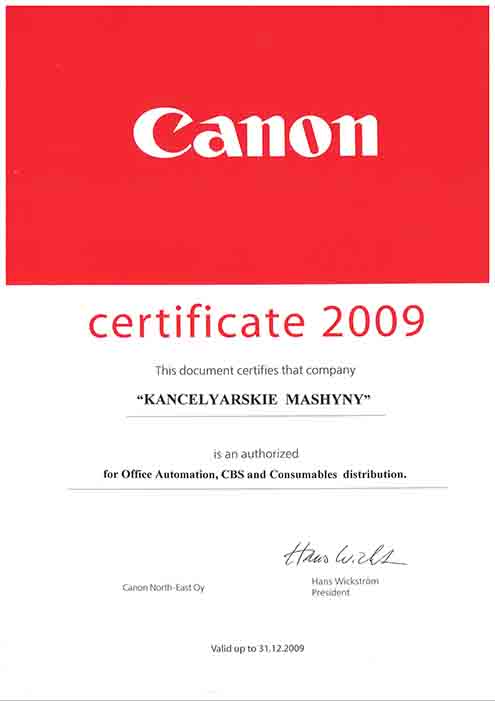 Canon
certificate 2009
This document certifies that company
“KANCELYARSKIE MASHYNY”
is an authorized
for Office Automation, CBS and Consumables distribution.
Hans Wickst
Canon North-East Oy
Hans Wickström
President
Valid up to 31.12.2009